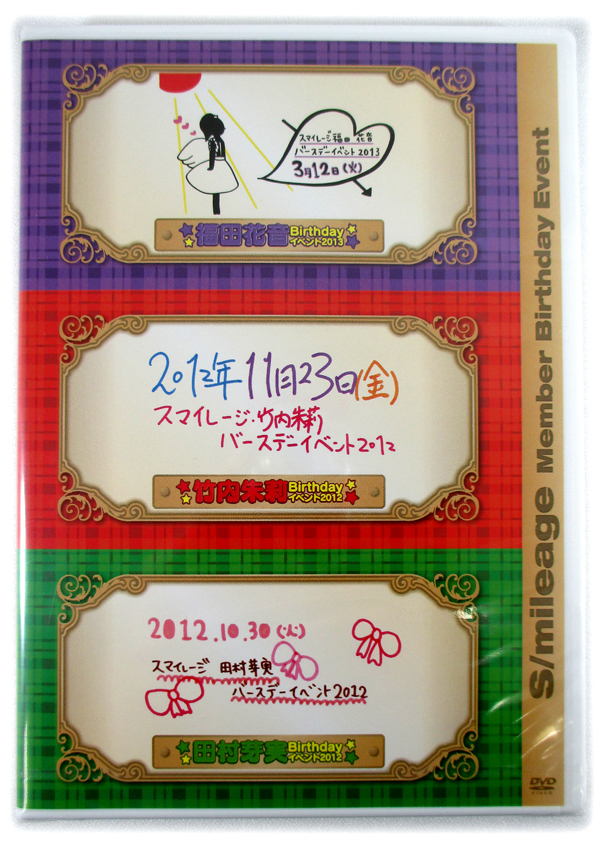 スマイレージ福田 花音
バースデーイベント2013
3月12日(火)
福田花音 Birthday
イベント2013
2012年11月23日(金)
スマイレージ・竹内朱莉
バースデーイベント2012
竹内朱莉 Birthday
イベント2012
2012.10.30(火)
スマイレージ 田村芽実
バースデーイベント2012
田村芽実 Birthday
イベント2012
S/mileage Member Birthday Event
DVD
VIDEO